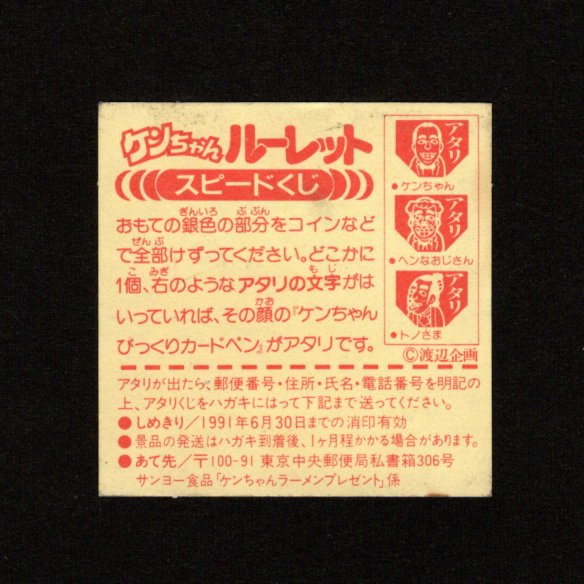 ケンちゃんルーレット
スピードくじ
おもての銀色の部分をコインなど
で全部けずってください。どこかに
1個、右のようなアタリの文字がは
いっていれば、その顔の『ケンちゃん
びっくりカードペン』がアタリです。
アタリ
●ケンちゃん
アタリ
●ヘンなおじさん
アタリ
●トノさま
©渡辺企画
アタリが出たら、郵便番号・住所・氏名・電話番号を明記の
上、アタリくじをハガキにはって下記まで送ってください。
●しめきり/1991年6月30日までの消印有効
●景品の発送はハガキ到着後、1ヶ月程かかる場合があります。
●あて先/〒100-91 東京中央郵便局私書箱306号
サンヨー食品「ケンちゃんラーメンプレゼント」係